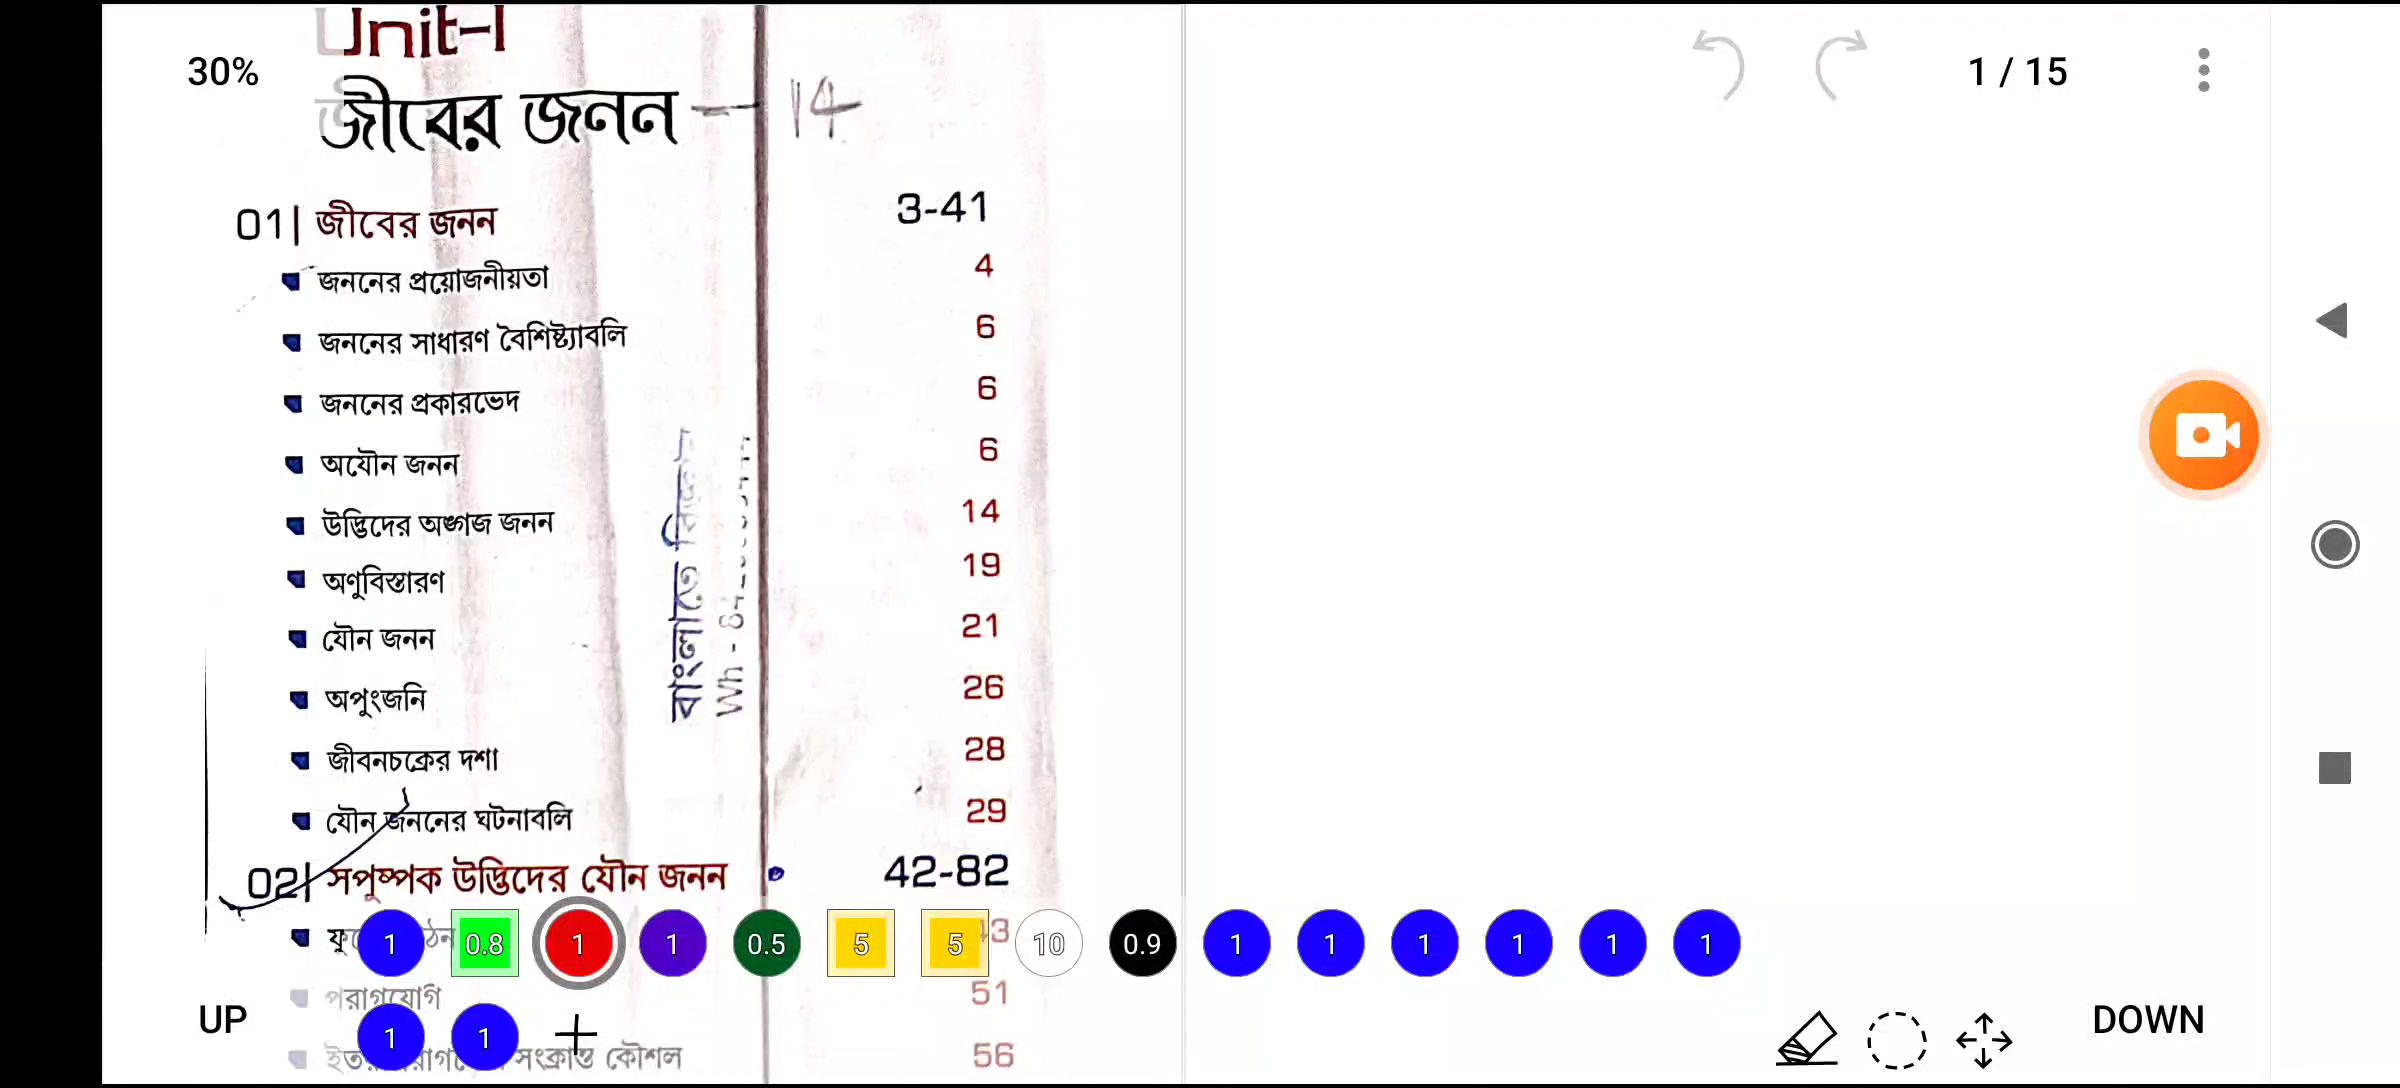 Unit-I
30%
1 / 15
জীবের জনন — 14
01| জীবের জনন 3-41
জননের প্রয়োজনীয়তা 4
জননের সাধারণ বৈশিষ্ট্যাবলি 6
জননের প্রকারভেদ 6
অযৌন জনন 6
উদ্ভিদের অঙ্গজ জনন 14
অণুবিস্তারণ 19
যৌন জনন 21
অপুংজনি 26
জীবনচক্রের দশা 28
যৌন জননের ঘটনাবলি 29
বাংলাতে
Wh -
02| সপুষ্পক উদ্ভিদের যৌন জনন 42-82
1 0.8 1 1 0.5 5 5 10 0.9 1 1 1 1 1 1
পরাগযোগ 51
UP
1 1 +
DOWN
সংক্রান্ত কৌশল 56